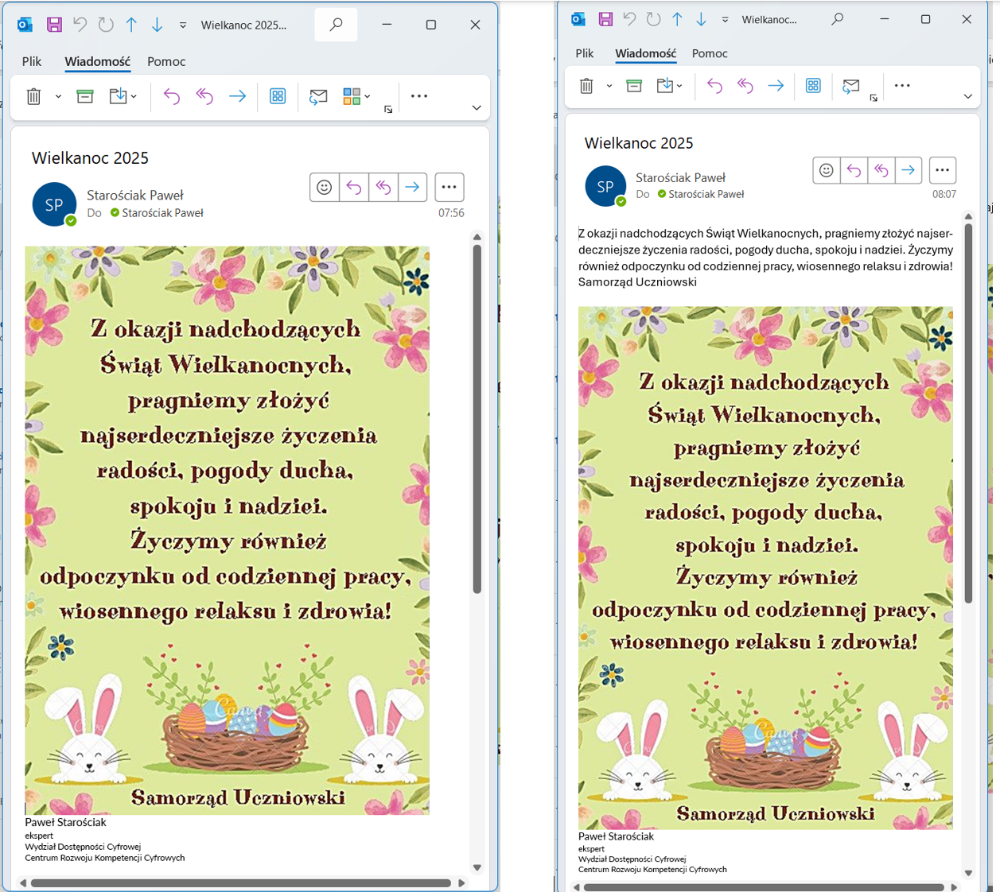 Wielkanoc 2025...
Plik Wiadomość Pomoc
Wielkanoc 2025
SP
Starościak Paweł
Do Starościak Paweł
07:56
Z okazji nadchodzących
Świąt Wielkanocnych,
pragniemy złożyć
najserdeczniejsze życzenia
radości, pogody ducha,
spokoju i nadziei.
Życzymy również
odpoczynku od codziennej pracy,
wiosennego relaksu i zdrowia!
Samorząd Uczniowski
Paweł Starościak
ekspert
Wydział Dostępności Cyfrowej
Centrum Rozwoju Kompetencji Cyfrowych
Wielkanoc...
Plik Wiadomość Pomoc
Wielkanoc 2025
SP
Starościak Paweł
Do Starościak Paweł
08:07
Z okazji nadchodzących Świąt Wielkanocnych, pragniemy złożyć najser-
deczniejsze życzenia radości, pogody ducha, spokoju i nadziei. Życzymy
również odpoczynku od codziennej pracy, wiosennego relaksu i zdrowia!
Samorząd Uczniowski
Z okazji nadchodzących
Świąt Wielkanocnych,
pragniemy złożyć
najserdeczniejsze życzenia
radości, pogody ducha,
spokoju i nadziei.
Życzymy również
odpoczynku od codziennej pracy,
wiosennego relaksu i zdrowia!
Samorząd Uczniowski
Paweł Starościak
ekspert
Wydział Dostępności Cyfrowej
Centrum Rozwoju Kompetencji Cyfrowych